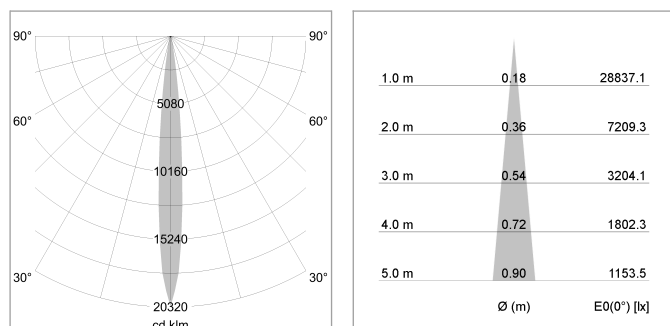 90° 90°
5080
60° 60°
10160
15240
30° 30°
20320
cd klm
1.0 m 0.18 28837.1
2.0 m 0.36 7209.3
3.0 m 0.54 3204.1
4.0 m 0.72 1802.3
5.0 m 0.90 1153.5
Ø (m) E0(0°) [lx]